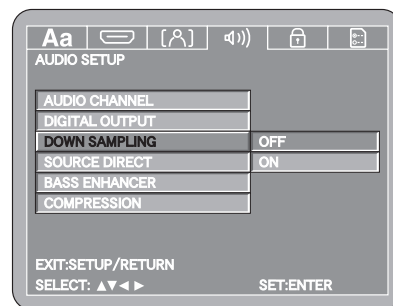 Aa
AUDIO SETUP
AUDIO CHANNEL
DIGITAL OUTPUT
DOWN SAMPLING OFF
SOURCE DIRECT ON
BASS ENHANCER
COMPRESSION
EXIT:SETUP/RETURN
SELECT: ▲▼◄► SET:ENTER